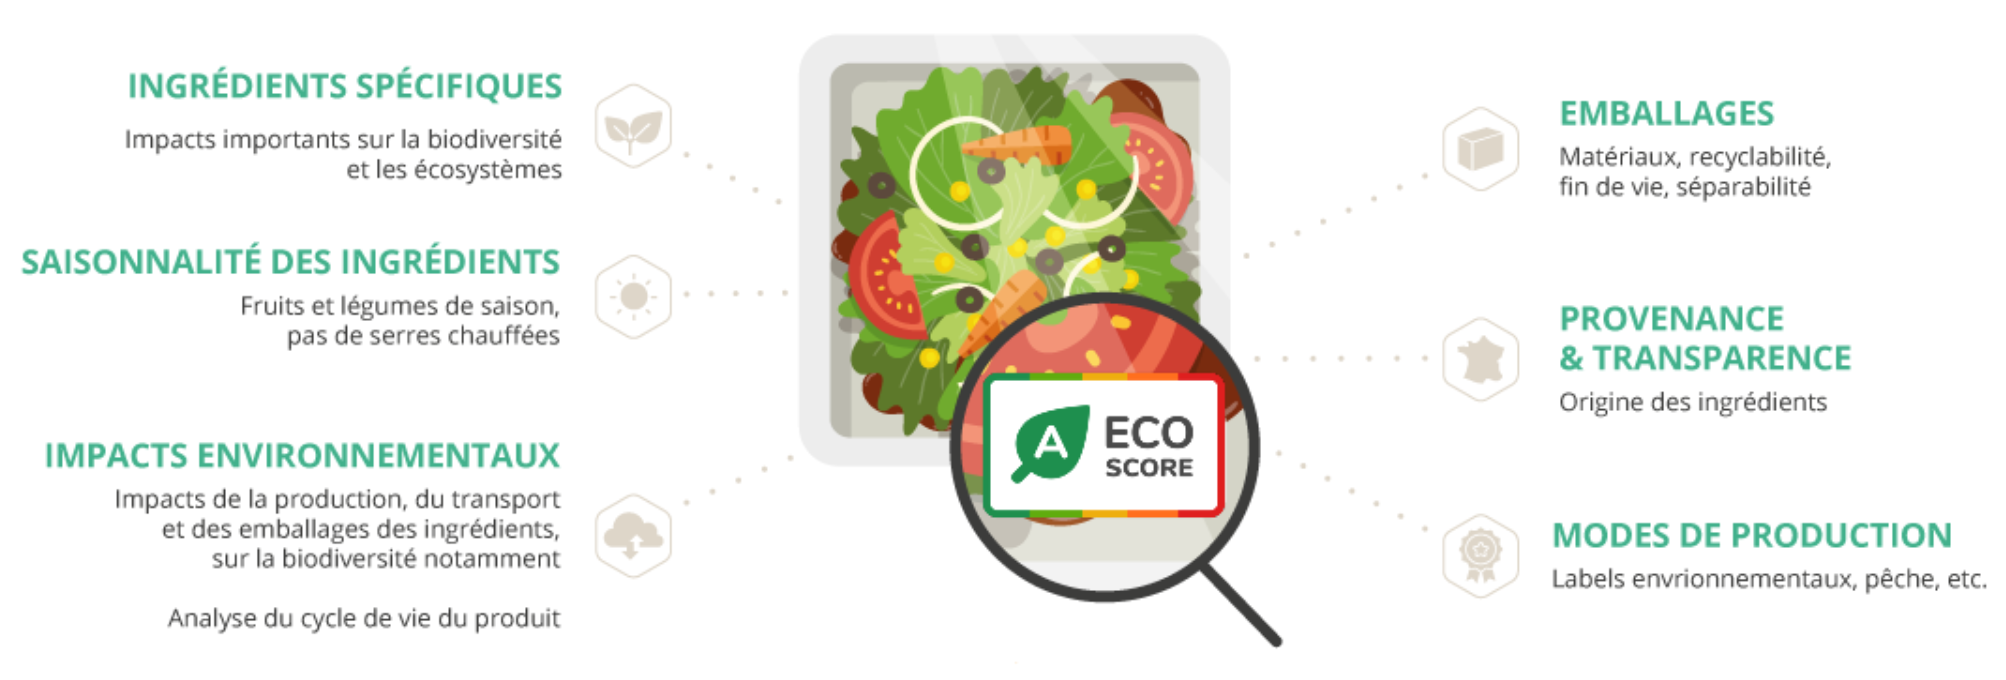 INGRÉDIENTS SPÉCIFIQUES
Impacts importants sur la biodiversité
et les écosystèmes
SAISONNALITÉ DES INGRÉDIENTS
Fruits et légumes de saison,
pas de serres chauffées
IMPACTS ENVIRONNEMENTAUX
Impacts de la production, du transport
et des emballages des ingrédients,
sur la biodiversité notamment
Analyse du cycle de vie du produit
A
ECO
SCORE
EMBALLAGES
Matériaux, recyclabilité,
fin de vie, séparabilité
PROVENANCE
& TRANSPARENCE
Origine des ingrédients
MODES DE PRODUCTION
Labels envrionnementaux, pêche, etc.